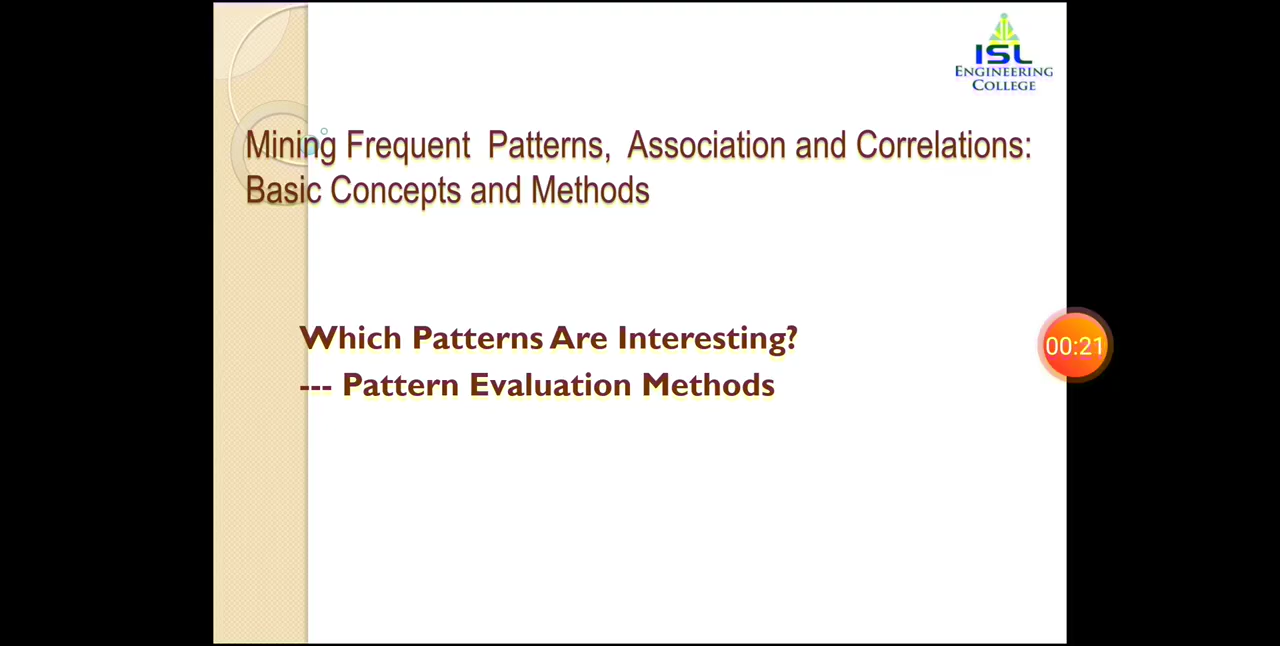 ISL
ENGINEERING
COLLEGE
Mining Frequent Patterns, Association and Correlations:
Basic Concepts and Methods
Which Patterns Are Interesting?
--- Pattern Evaluation Methods
00:21